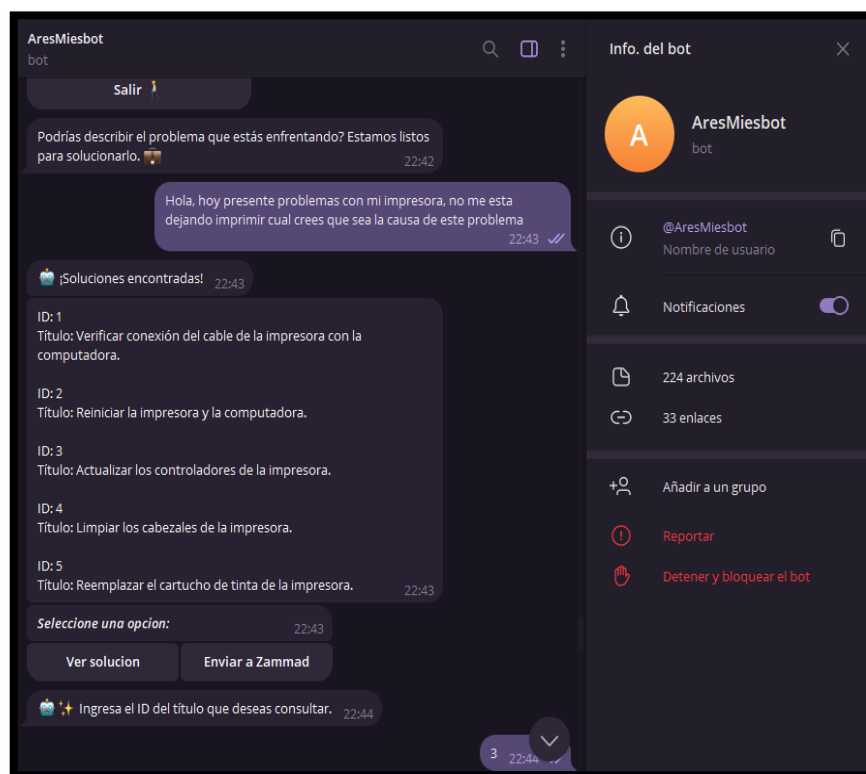 AresMiesbot
bot
Salir
Podrías describir el problema que estás enfrentando? Estamos listos
para solucionarlo.
22:42
Hola, hoy presente problemas con mi impresora, no me esta
dejando imprimir cual crees que sea la causa de este problema
22:43
¡Soluciones encontradas! 22:43
ID: 1
Título: Verificar conexión del cable de la impresora con la
computadora.
ID: 2
Título: Reiniciar la impresora y la computadora.
ID: 3
Título: Actualizar los controladores de la impresora.
ID: 4
Título: Limpiar los cabezales de la impresora.
ID: 5
Título: Reemplazar el cartucho de tinta de la impresora. 22:43
Seleccione una opcion: 22:43
Ver solucion Enviar a Zammad
Ingresa el ID del título que deseas consultar. 22:44
3 22:44
Info. del bot
A
AresMiesbot
bot
@AresMiesbot
Nombre de usuario
Notificaciones
224 archivos
33 enlaces
Añadir a un grupo
Reportar
Detener y bloquear el bot